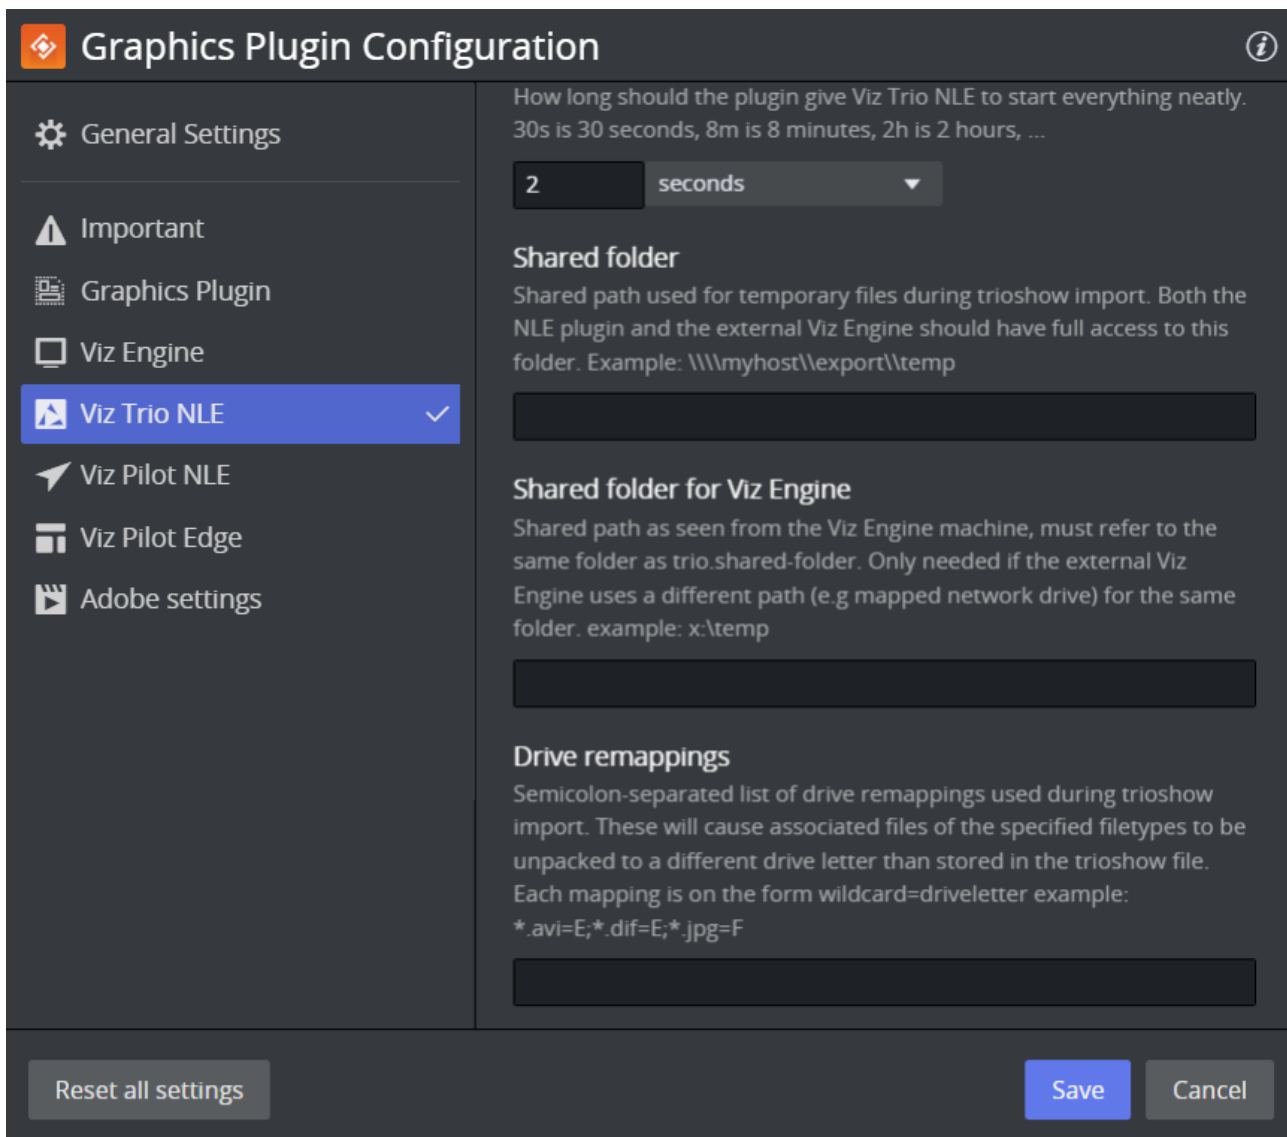 Graphics Plugin Configuration
General Settings
Important
Graphics Plugin
Viz Engine
Viz Trio NLE
Viz Pilot NLE
Viz Pilot Edge
Adobe settings
How long should the plugin give Viz Trio NLE to start everything neatly.
30s is 30 seconds, 8m is 8 minutes, 2h is 2 hours, ...
2 seconds
Shared folder
Shared path used for temporary files during trioshow import. Both the
NLE plugin and the external Viz Engine should have full access to this
folder. Example: \\\\myhost\\export\\temp
Shared folder for Viz Engine
Shared path as seen from the Viz Engine machine, must refer to the
same folder as trio.shared-folder. Only needed if the external Viz
Engine uses a different path (e.g mapped network drive) for the same
folder. example: x:\temp
Drive remappings
Semicolon-separated list of drive remappings used during trioshow
import. These will cause associated files of the specified filetypes to be
unpacked to a different drive letter than stored in the trioshow file.
Each mapping is on the form wildcard=driveletter example:
*.avi=E;*.dif=E;*.jpg=F
Reset all settings
Save
Cancel